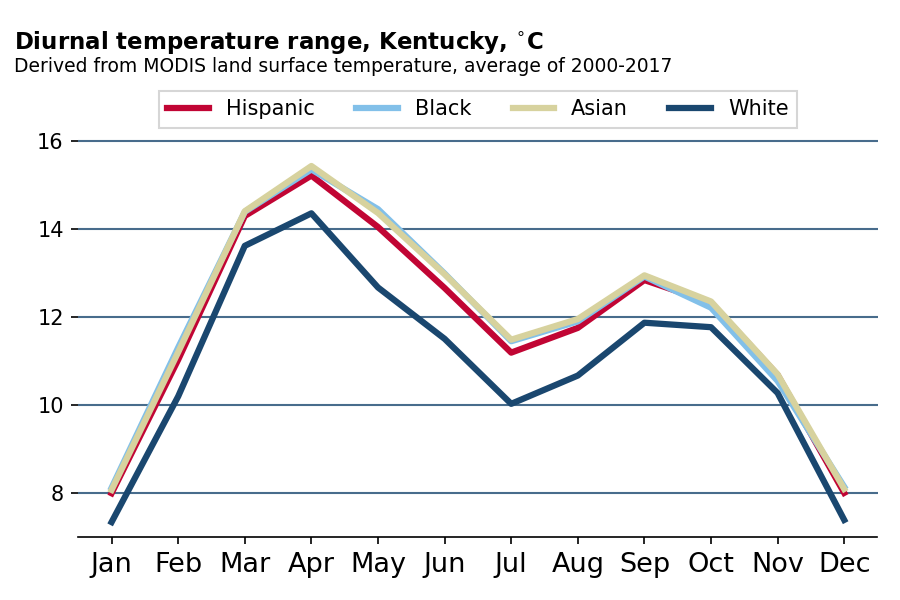 Diurnal temperature range, Kentucky, °C
Derived from MODIS land surface temperature, average of 2000-2017
Hispanic Black Asian White
16
14
12
10
8
Jan Feb Mar Apr May Jun Jul Aug Sep Oct Nov Dec